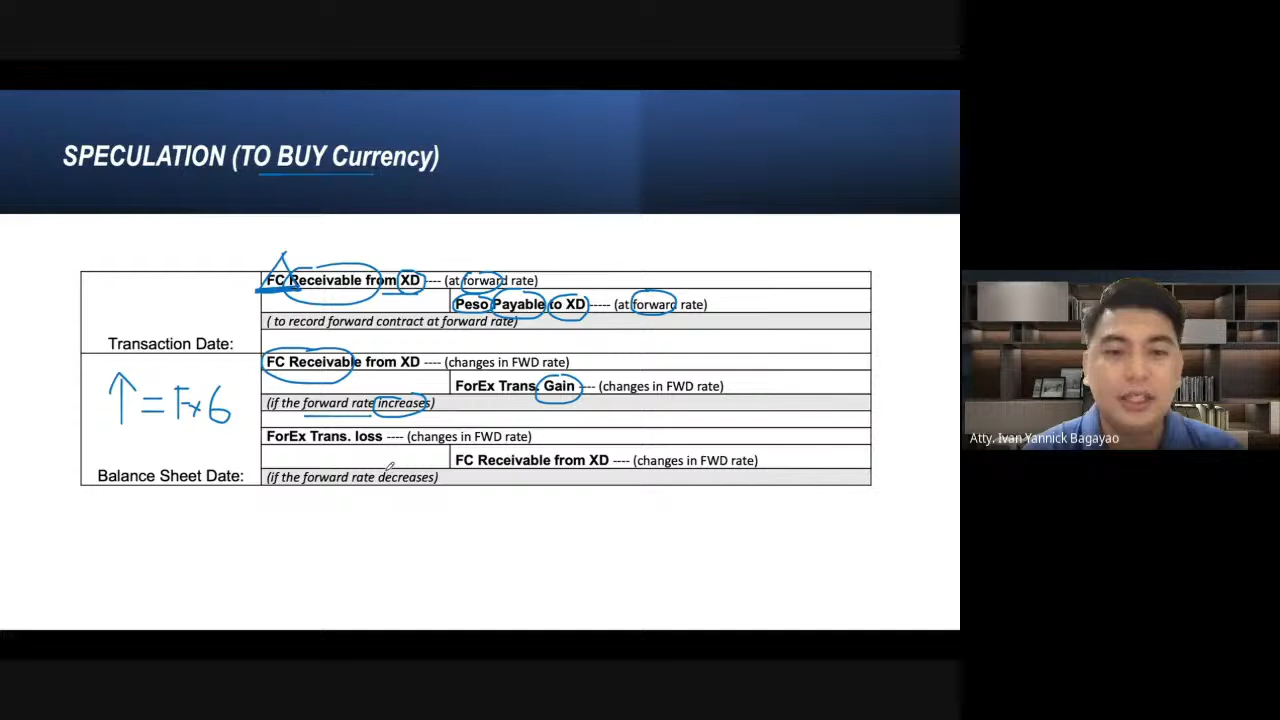 SPECULATION (TO BUY Currency)
FC Receivable from XD ---- (at forward rate)
Peso Payable to XD ----- (at forward rate)
( to record forward contract at forward rate)
Transaction Date:
FC Receivable from XD ---- (changes in FWD rate)
ForEx Trans. Gain ---- (changes in FWD rate)
(if the forward rate increases)
↑ = Fx G
ForEx Trans. loss ---- (changes in FWD rate)
FC Receivable from XD ---- (changes in FWD rate)
Balance Sheet Date:
(if the forward rate decreases)
Atty. Ivan Yannick Bagayao